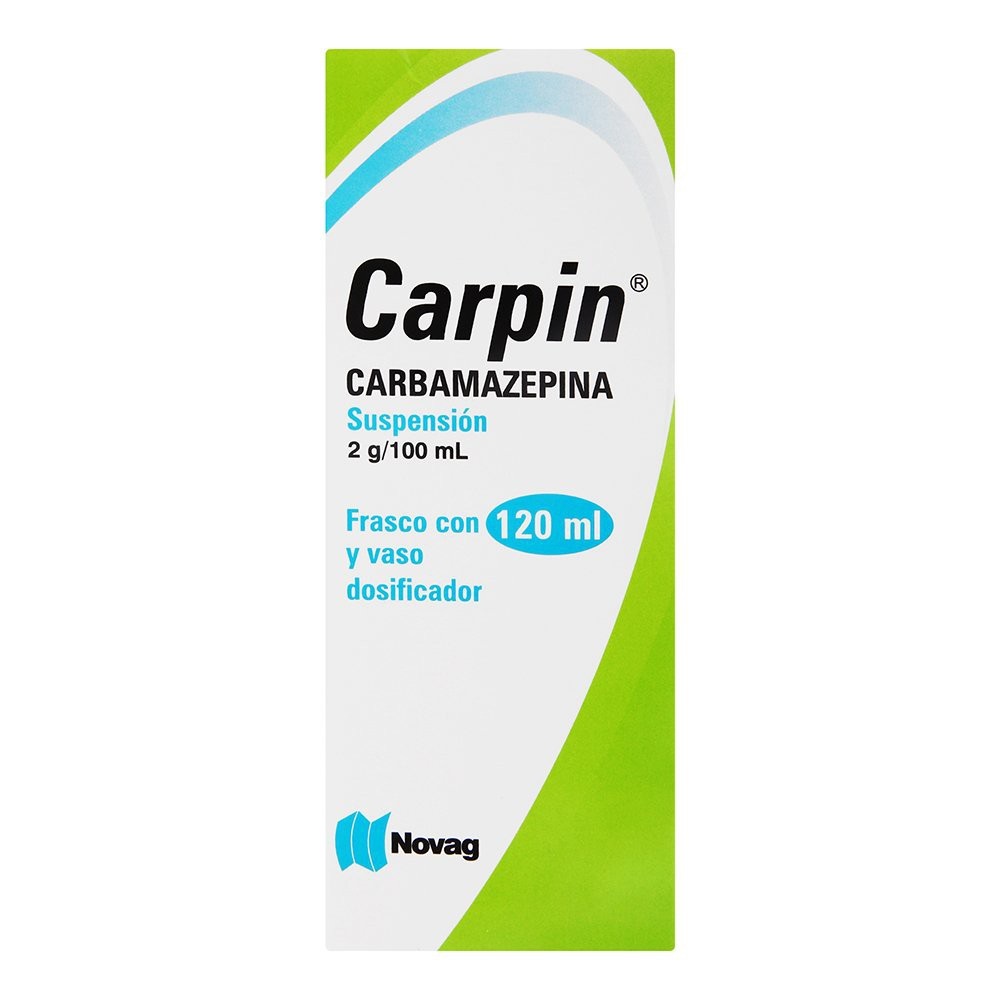 Carpin®
CARBAMAZEPINA
Suspensión
2 g/100 mL
Frasco con 120 ml
y vaso
dosificador
Novag